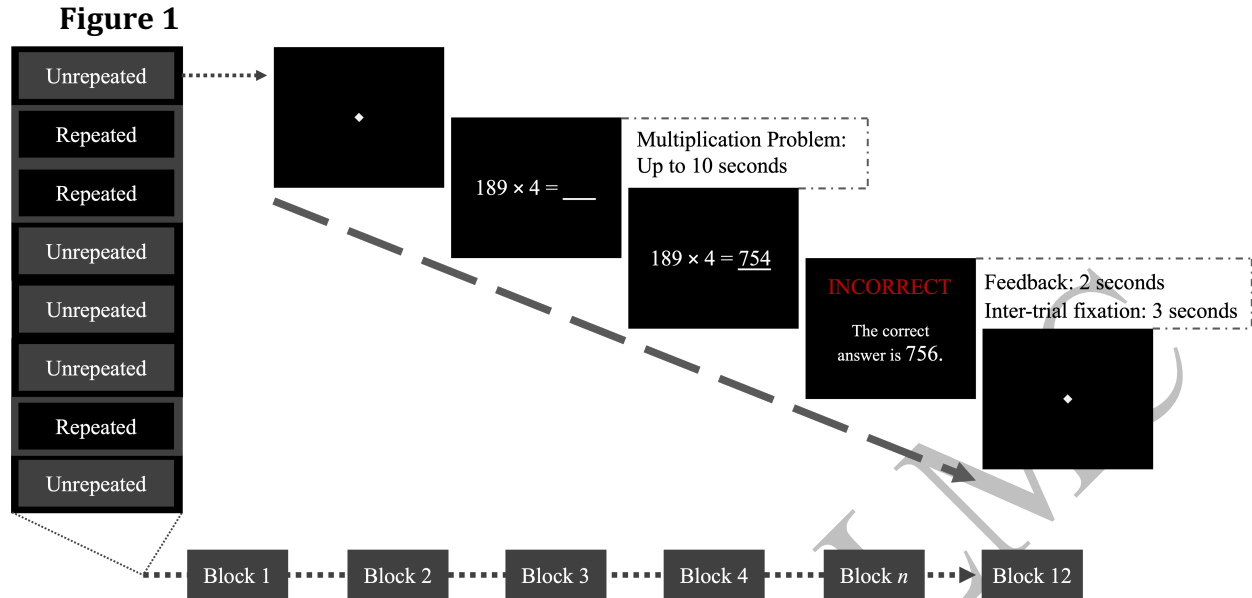 Figure 1
Unrepeated
Repeated
Repeated
Unrepeated
Unrepeated
Unrepeated
Repeated
Unrepeated
189 × 4 = ___
Multiplication Problem:
Up to 10 seconds
189 × 4 = 754
INCORRECT
The correct
answer is 756.
Feedback: 2 seconds
Inter-trial fixation: 3 seconds
Block 1
Block 2
Block 3
Block 4
Block n
Block 12